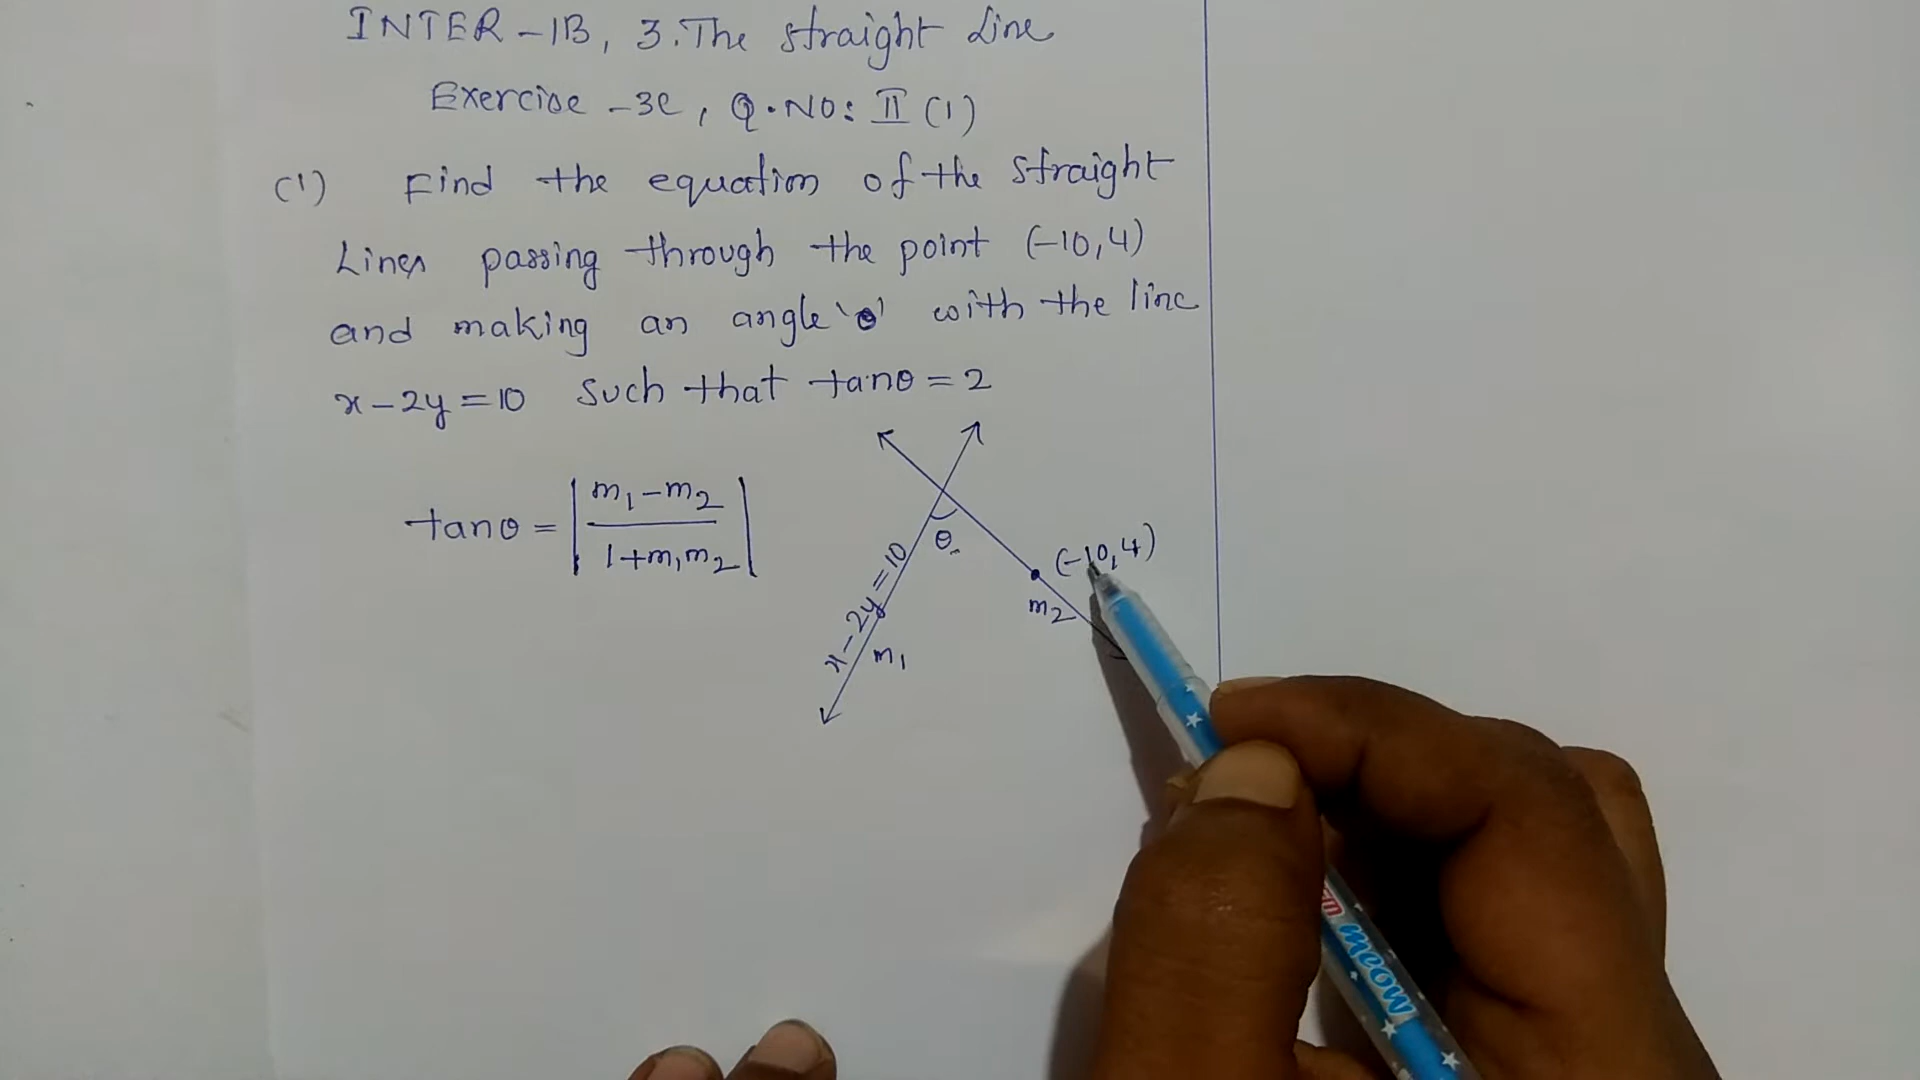 INTER-1B, 3.The straight Line
Exercise -3C, Q.NO: II (1)
(1) Find the equation of the straight
Lines passing through the point (-10,4)
and making an angle 'θ' with the line
x-2y=10 such that tanθ=2
tanθ = |m₁-m₂ / 1+m₁m₂|
θ
x-2y=10
m₁
(-10,4)
m₂
meow